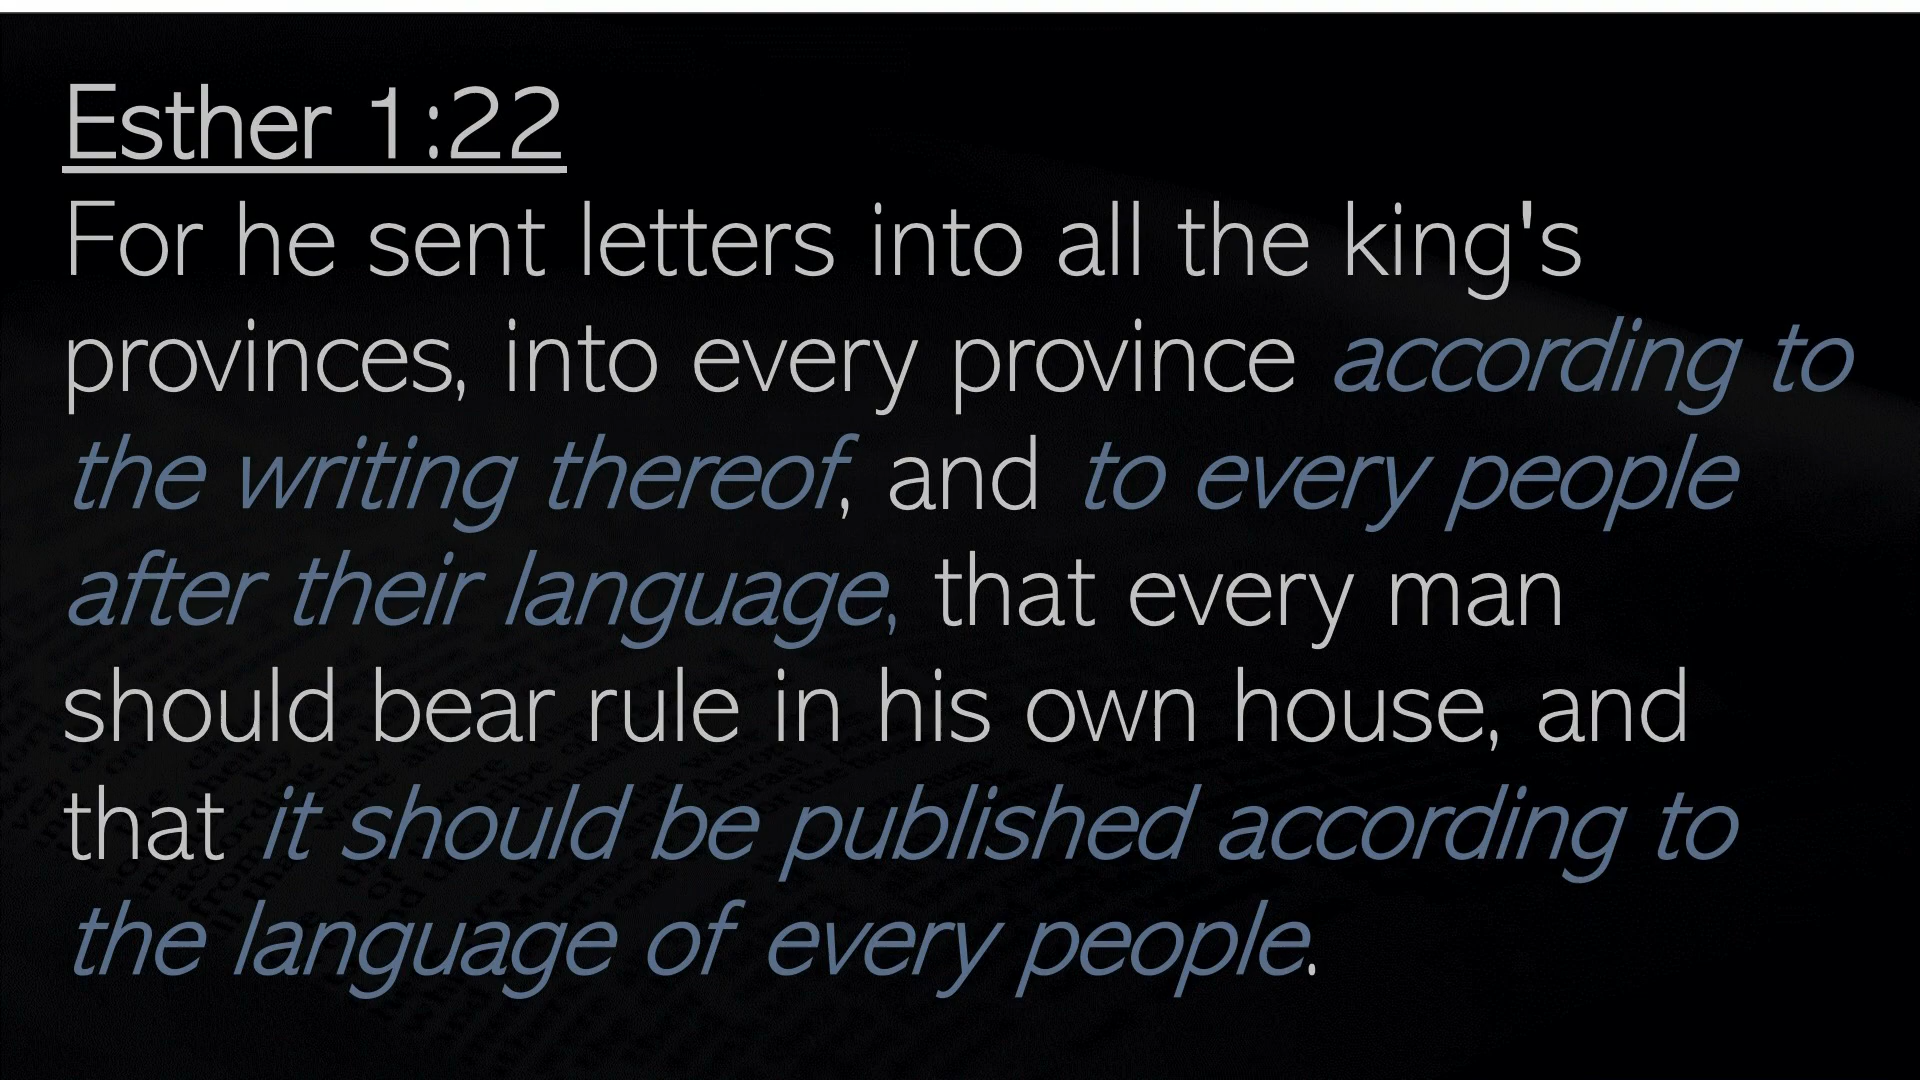 Esther 1:22
For he sent letters into all the king's
provinces, into every province according to
the writing thereof, and to every people
after their language, that every man
should bear rule in his own house, and
that it should be published according to
the language of every people.